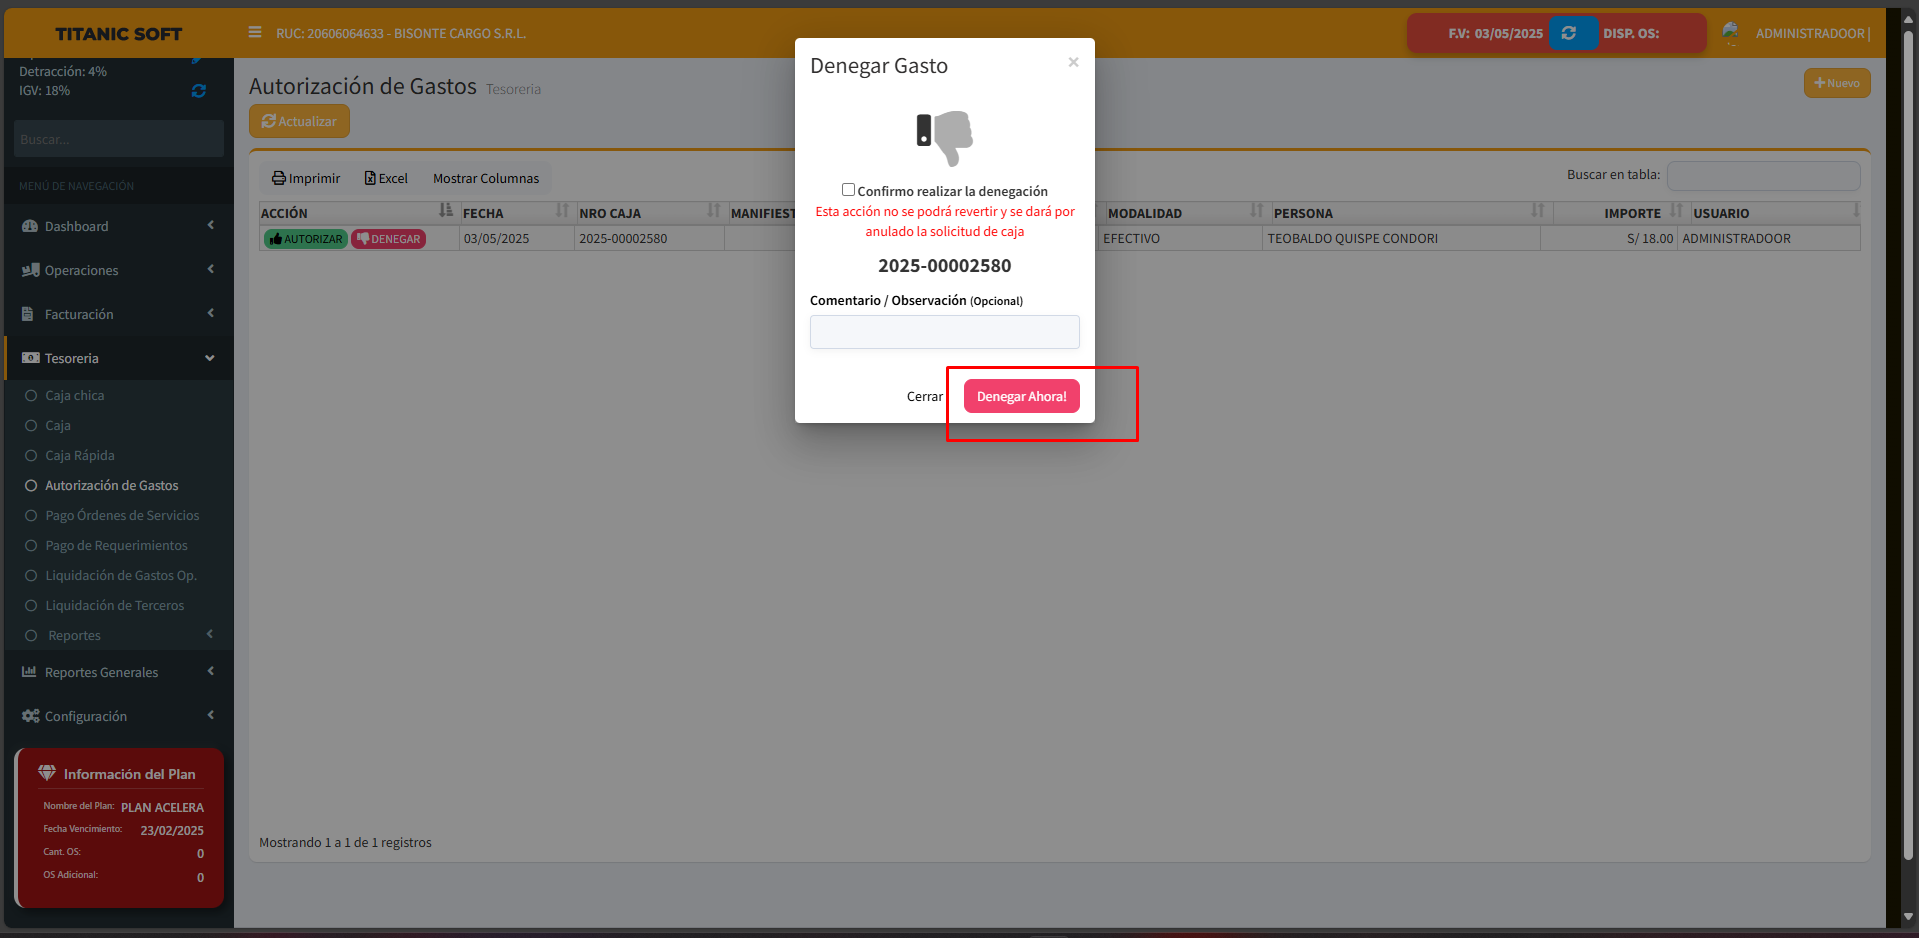 TITANIC SOFT
RUC: 20606064633 - BISONTE CARGO S.R.L.
F.V: 03/05/2025
DISP. OS:
ADMINISTRADOOR |
Detracción: 4%
IGV: 18%
Buscar...
MENÚ DE NAVEGACIÓN
Dashboard
Operaciones
Facturación
Tesoreria
Caja chica
Caja
Caja Rápida
Autorización de Gastos
Pago Órdenes de Servicios
Pago de Requerimientos
Liquidación de Gastos Op.
Liquidación de Terceros
Reportes
Reportes Generales
Configuración
Información del Plan
Nombre del Plan: PLAN ACELERA
Fecha Vencimiento: 23/02/2025
Cant. OS: 0
OS Adicional: 0
Autorización de Gastos Tesoreria
Nuevo
Actualizar
Imprimir Excel Mostrar Columnas
Buscar en tabla:
ACCIÓN FECHA NRO CAJA MANIFIEST MODALIDAD PERSONA IMPORTE USUARIO
AUTORIZAR DENEGAR 03/05/2025 2025-00002580 EFECTIVO TEOBALDO QUISPE CONDORI S/ 18.00 ADMINISTRADOOR
Mostrando 1 a 1 de 1 registros
Denegar Gasto
×
Confirmo realizar la denegación
Esta acción no se podrá revertir y se dará por
anulado la solicitud de caja
2025-00002580
Comentario / Observación (Opcional)
Cerrar
Denegar Ahora!